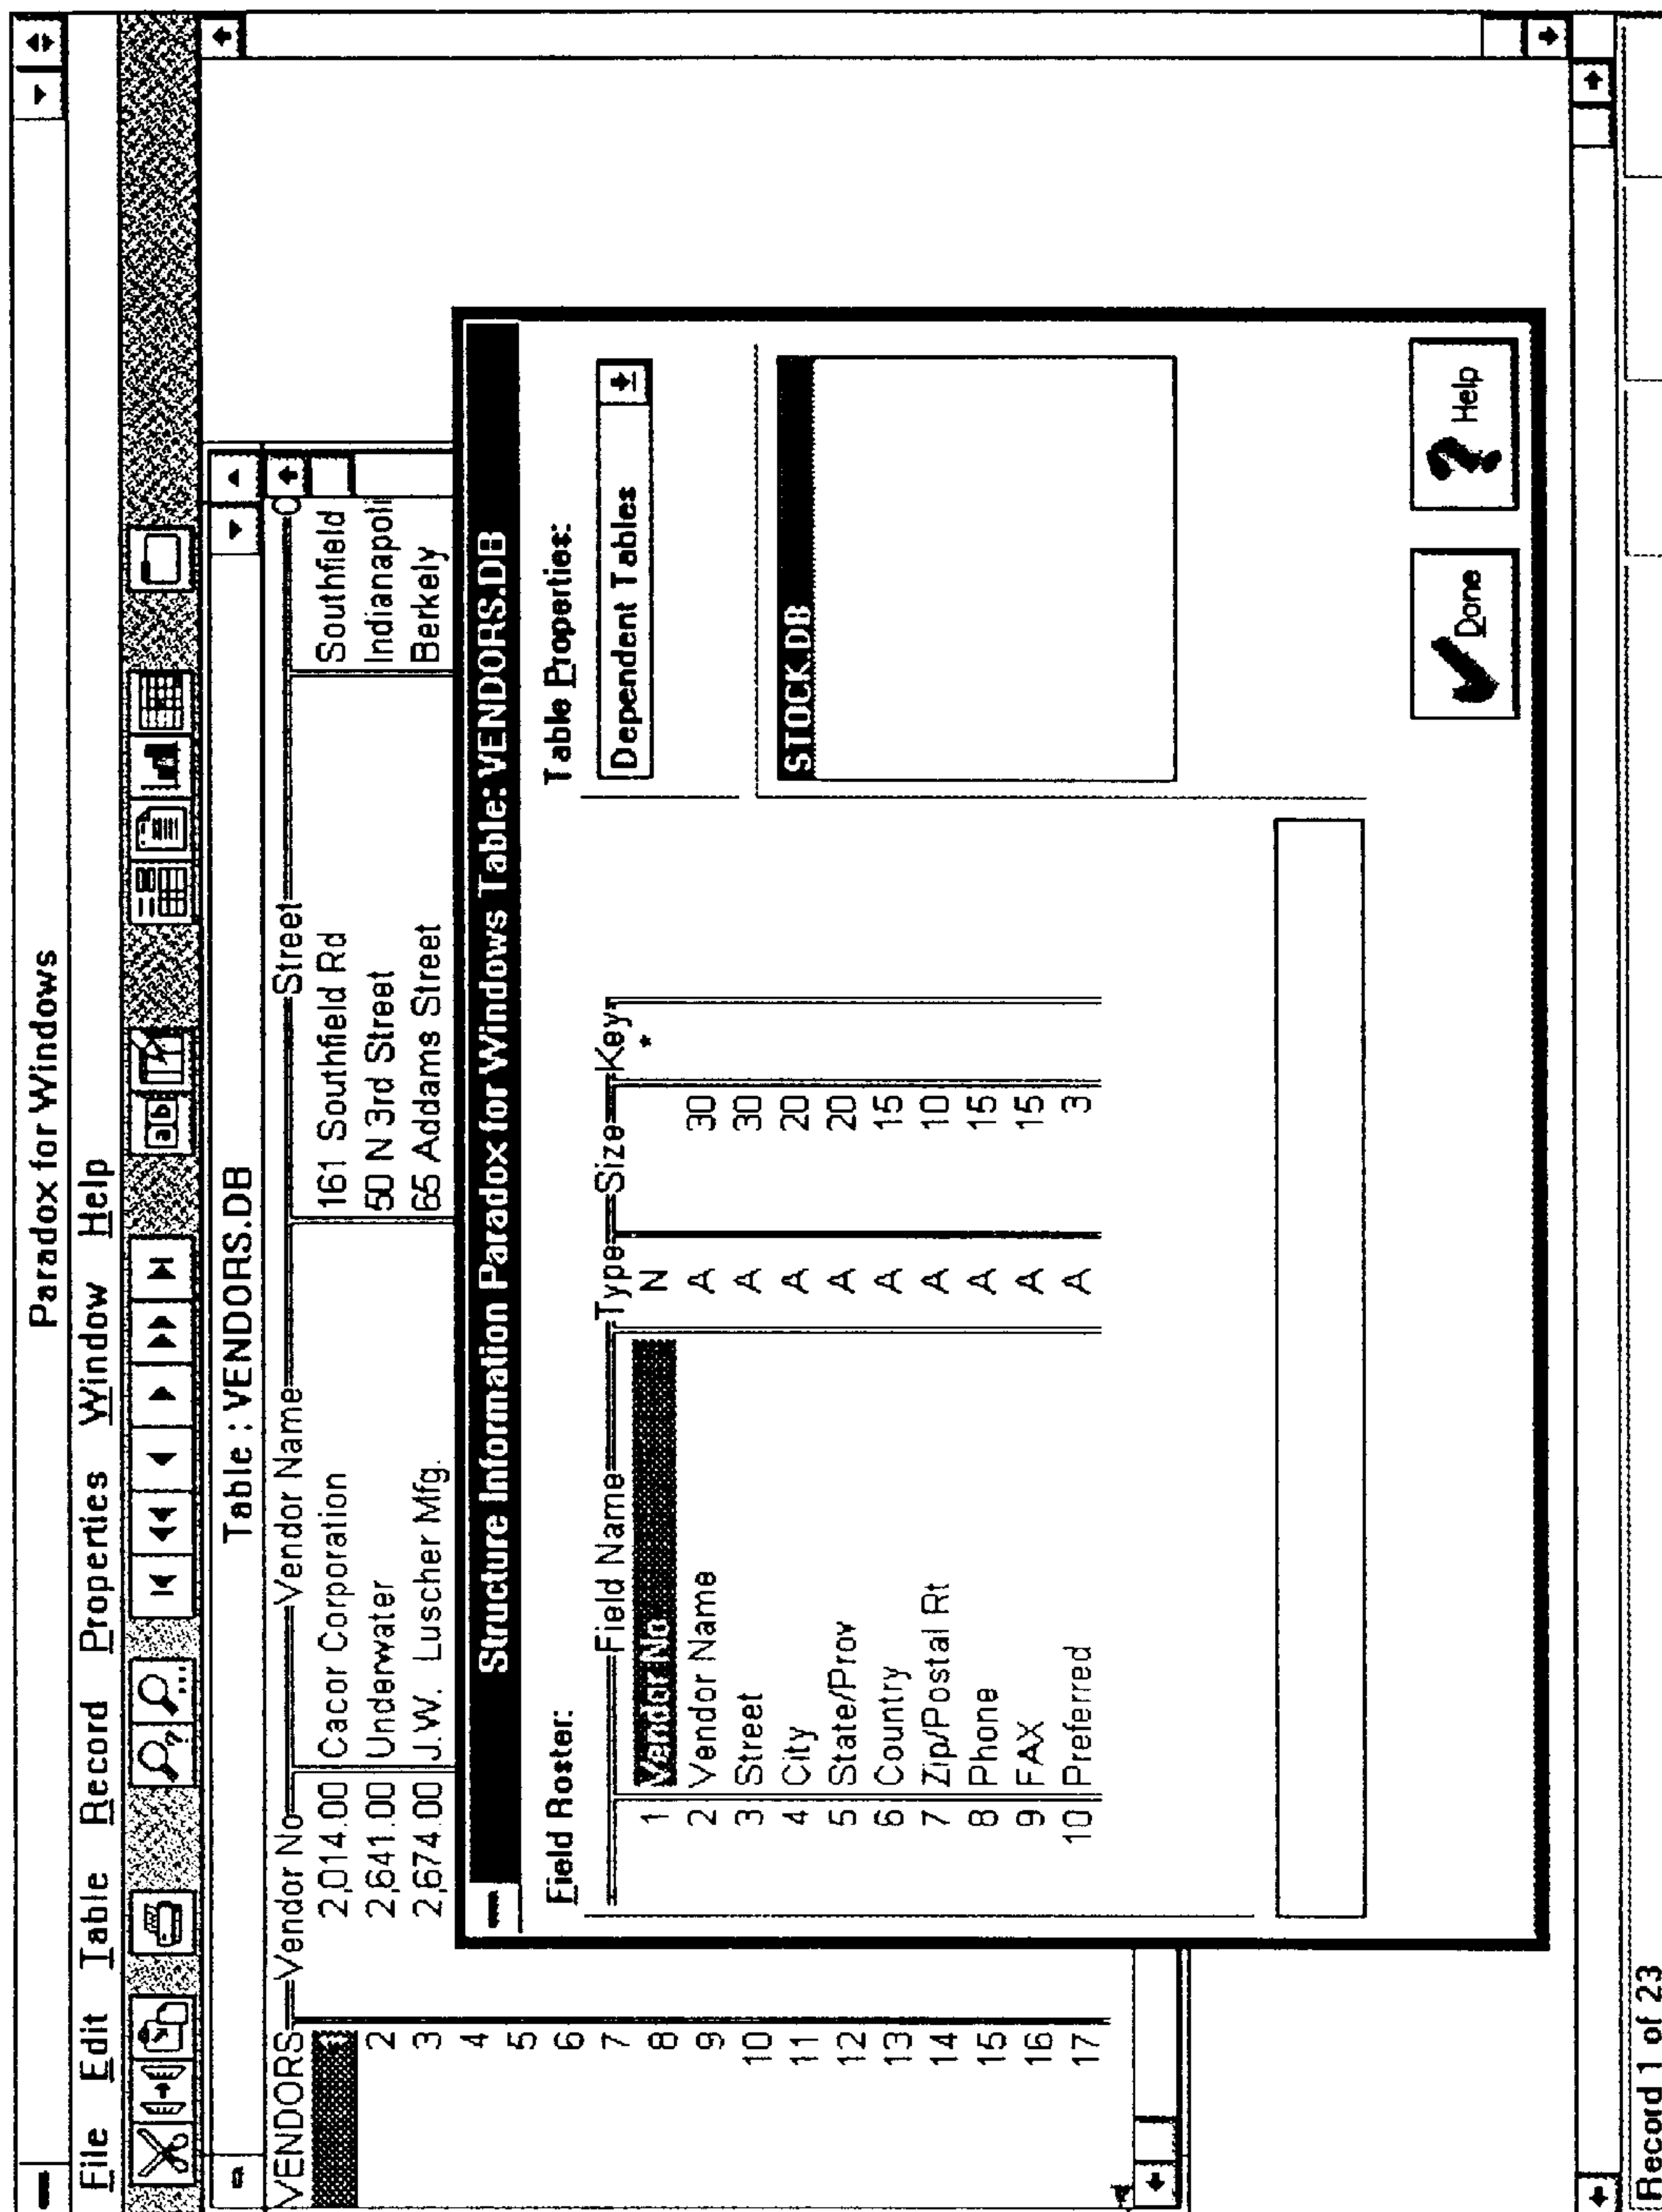 Paradox for Windows
File Edit Table Record Properties Window Help
ab
Table : VENDORS.DB
VENDORS Vendor No Vendor Name Street C
2,014.00 Cacor Corporation 161 Southfield Rd Southfield
2 2,641.00 Underwater 50 N 3rd Street Indianapoli
3 2,674.00 J.W. Luscher Mfg. 65 Addams Street Berkely
4
5
6
7
8
9
10
11
12
13
14
15
16
17
Structure Information Paradox for Windows Table: VENDORS.DB
Field Roster:
Field Name Type Size Key
1 Vendor No N *
2 Vendor Name A 30
3 Street A 30
4 City A 20
5 State/Prov A 20
6 Country A 15
7 Zip/Postal Rt A 10
8 Phone A 15
9 FAX A 15
10 Preferred A 3
Table Properties:
Dependent Tables
STOCK.DB
Done
Help
Record 1 of 23